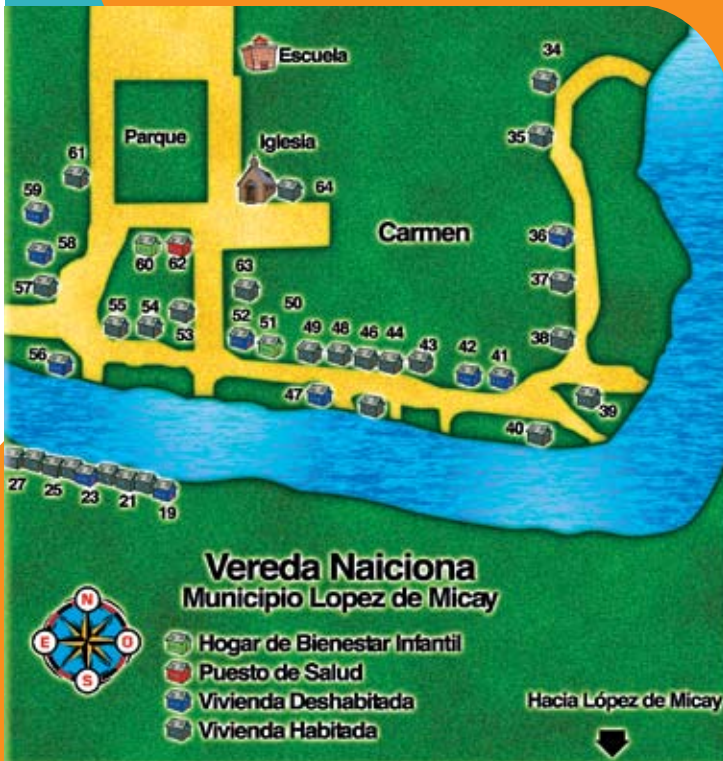 Escuela
34
Parque
Iglesia
35
61
64
59
Carmen
36
58
60
62
37
57
63
50
55
54
53
52
51
49
48
46
44
43
38
42
41
56
47
39
40
27
25
23
21
19
Vereda Naiciona
Municipio Lopez de Micay
N
E
O
S
Hogar de Bienestar Infantil
Puesto de Salud
Vivienda Deshabitada
Vivienda Habitada
Hacia López de Micay